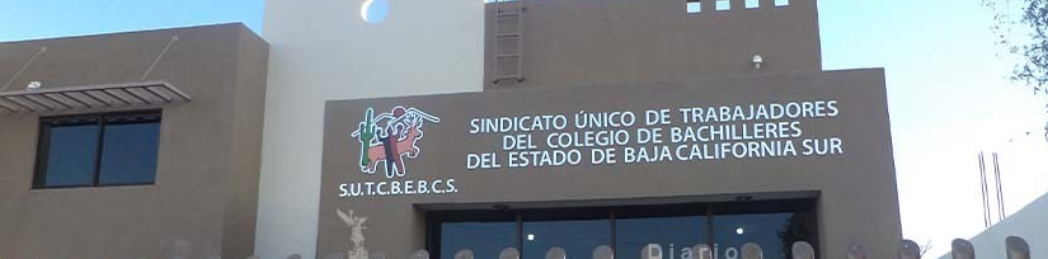 SINDICATO ÚNICO DE TRABAJADORES
DEL COLEGIO DE BACHILLERES
DEL ESTADO DE BAJA CALIFORNIA SUR
S.U.T.C.B.E.B.C.S.
Diario